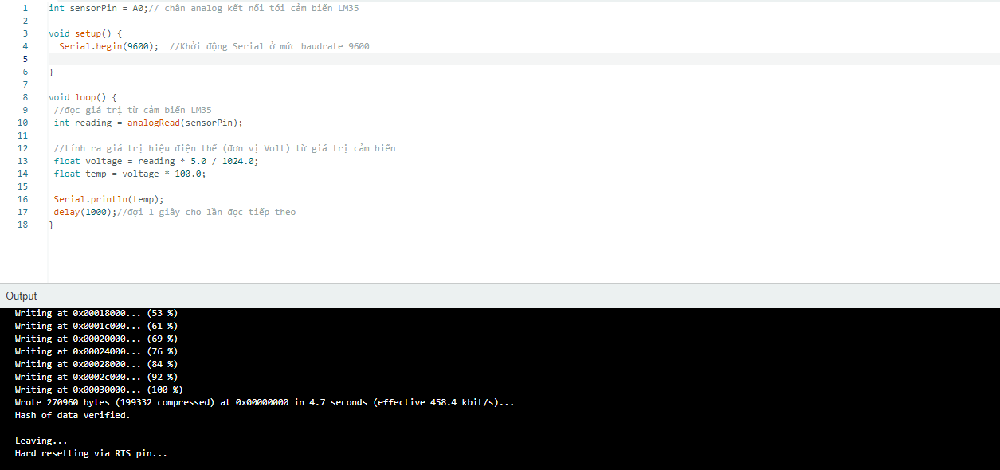 1 int sensorPin = A0;// chân analog kết nối tới cảm biến LM35
2
3 void setup() {
4 Serial.begin(9600); //Khởi động Serial ở mức baudrate 9600
5
6 }
7
8 void loop() {
9 //đọc giá trị từ cảm biến LM35
10 int reading = analogRead(sensorPin);
11
12 //tính ra giá trị hiệu điện thế (đơn vị Volt) từ giá trị cảm biến
13 float voltage = reading * 5.0 / 1024.0;
14 float temp = voltage * 100.0;
15
16 Serial.println(temp);
17 delay(1000);//đợi 1 giây cho lần đọc tiếp theo
18 }
Output
Writing at 0x00018000... (53 %)
Writing at 0x0001c000... (61 %)
Writing at 0x00020000... (69 %)
Writing at 0x00024000... (76 %)
Writing at 0x00028000... (84 %)
Writing at 0x0002c000... (92 %)
Writing at 0x00030000... (100 %)
Wrote 270960 bytes (199332 compressed) at 0x00000000 in 4.7 seconds (effective 458.4 kbit/s)...
Hash of data verified.
Leaving...
Hard resetting via RTS pin...